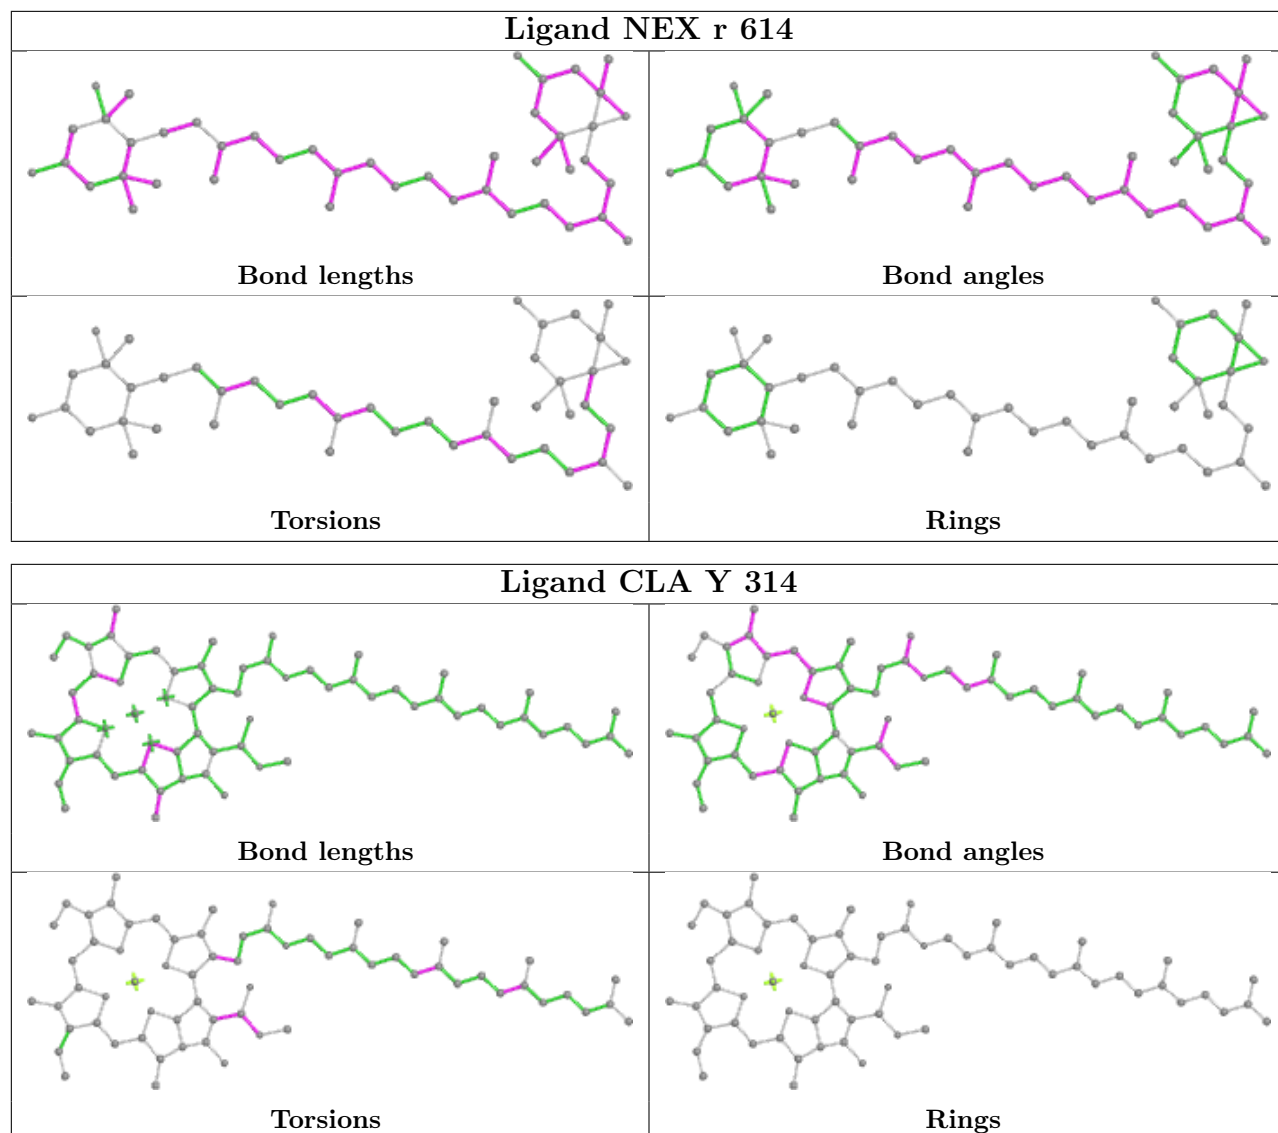 Ligand NEX r 614
Bond lengths
Bond angles
Torsions
Rings
Ligand CLA Y 314
Bond lengths
Bond angles
Torsions
Rings